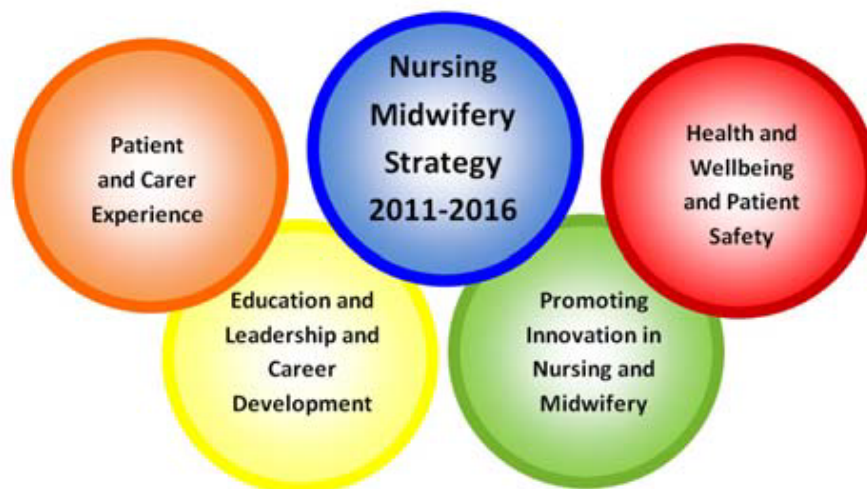 Nursing
Midwifery
Strategy
2011-2016
Patient
and Carer
Experience
Health and
Wellbeing
and Patient
Safety
Education and
Leadership and
Career
Development
Promoting
Innovation in
Nursing and
Midwifery